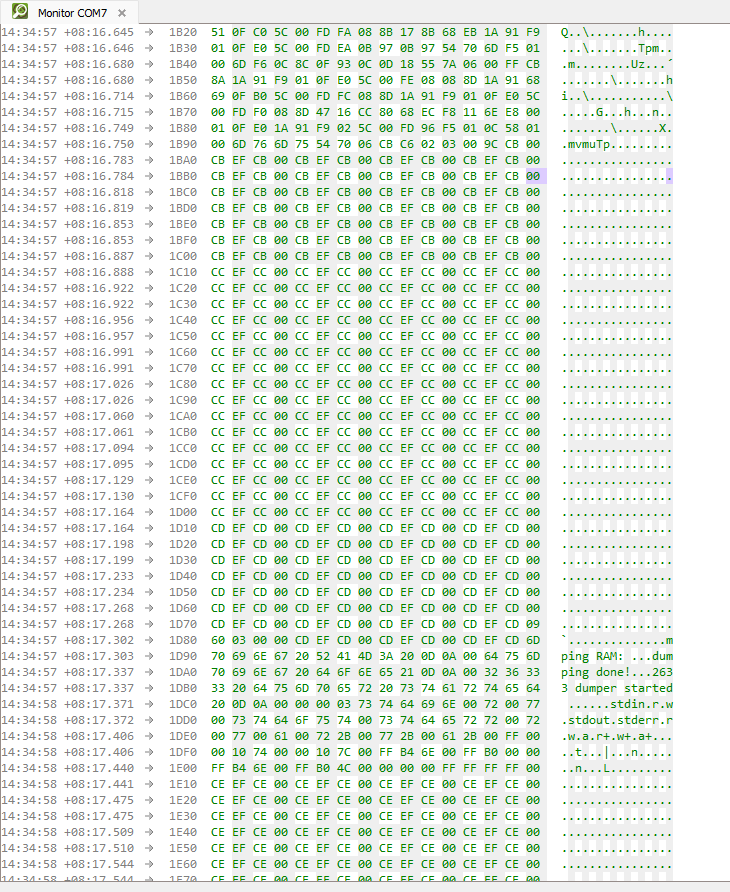 Monitor COM7
14:34:57 +08:16.645 → 1B20 51 0F C0 5C 00 FD FA 08 8B 17 8B 68 EB 1A 91 F9 Q..\.......h....
14:34:57 +08:16.646 → 1B30 01 0F E0 5C 00 FD EA 0B 97 0B 97 54 70 6D F5 01 ...\.......Tpm..
14:34:57 +08:16.680 → 1B40 00 6D F6 0C 8C 0F 93 0C 0D 18 55 7A 06 00 FF CB .m........Uz...´
14:34:57 +08:16.680 → 1B50 8A 1A 91 F9 01 0F E0 5C 00 FE 08 08 8D 1A 91 68 .......\.......h
14:34:57 +08:16.714 → 1B60 69 0F B0 5C 00 FD FC 08 8D 1A 91 F9 01 0F E0 5C i..\...........\
14:34:57 +08:16.715 → 1B70 00 FD F0 08 8D 47 16 CC 80 68 EC F8 11 6E E8 00 .....G...h...n..
14:34:57 +08:16.749 → 1B80 01 0F E0 1A 91 F9 02 5C 00 FD 96 F5 01 0C 58 01 .......\......X.
14:34:57 +08:16.750 → 1B90 00 6D 76 6D 75 54 70 06 CB C6 02 03 00 9C CB 00 .mvmuTp.........
14:34:57 +08:16.783 → 1BA0 CB EF CB 00 CB EF CB 00 CB EF CB 00 CB EF CB 00 ................
14:34:57 +08:16.784 → 1BB0 CB EF CB 00 CB EF CB 00 CB EF CB 00 CB EF CB 00 ................
14:34:57 +08:16.818 → 1BC0 CB EF CB 00 CB EF CB 00 CB EF CB 00 CB EF CB 00 ................
14:34:57 +08:16.819 → 1BD0 CB EF CB 00 CB EF CB 00 CB EF CB 00 CB EF CB 00 ................
14:34:57 +08:16.853 → 1BE0 CB EF CB 00 CB EF CB 00 CB EF CB 00 CB EF CB 00 ................
14:34:57 +08:16.853 → 1BF0 CB EF CB 00 CB EF CB 00 CB EF CB 00 CB EF CB 00 ................
14:34:57 +08:16.887 → 1C00 CB EF CB 00 CB EF CB 00 CB EF CB 00 CB EF CB 00 ................
14:34:57 +08:16.888 → 1C10 CC EF CC 00 CC EF CC 00 CC EF CC 00 CC EF CC 00 ................
14:34:57 +08:16.922 → 1C20 CC EF CC 00 CC EF CC 00 CC EF CC 00 CC EF CC 00 ................
14:34:57 +08:16.922 → 1C30 CC EF CC 00 CC EF CC 00 CC EF CC 00 CC EF CC 00 ................
14:34:57 +08:16.956 → 1C40 CC EF CC 00 CC EF CC 00 CC EF CC 00 CC EF CC 00 ................
14:34:57 +08:16.957 → 1C50 CC EF CC 00 CC EF CC 00 CC EF CC 00 CC EF CC 00 ................
14:34:57 +08:16.991 → 1C60 CC EF CC 00 CC EF CC 00 CC EF CC 00 CC EF CC 00 ................
14:34:57 +08:16.991 → 1C70 CC EF CC 00 CC EF CC 00 CC EF CC 00 CC EF CC 00 ................
14:34:57 +08:17.026 → 1C80 CC EF CC 00 CC EF CC 00 CC EF CC 00 CC EF CC 00 ................
14:34:57 +08:17.026 → 1C90 CC EF CC 00 CC EF CC 00 CC EF CC 00 CC EF CC 00 ................
14:34:57 +08:17.060 → 1CA0 CC EF CC 00 CC EF CC 00 CC EF CC 00 CC EF CC 00 ................
14:34:57 +08:17.061 → 1CB0 CC EF CC 00 CC EF CC 00 CC EF CC 00 CC EF CC 00 ................
14:34:57 +08:17.094 → 1CC0 CC EF CC 00 CC EF CC 00 CC EF CC 00 CC EF CC 00 ................
14:34:57 +08:17.095 → 1CD0 CC EF CC 00 CC EF CC 00 CC EF CC 00 CC EF CC 00 ................
14:34:57 +08:17.129 → 1CE0 CC EF CC 00 CC EF CC 00 CC EF CC 00 CC EF CC 00 ................
14:34:57 +08:17.130 → 1CF0 CC EF CC 00 CC EF CC 00 CC EF CC 00 CC EF CC 00 ................
14:34:57 +08:17.164 → 1D00 CC EF CC 00 CC EF CC 00 CC EF CC 00 CC EF CC 00 ................
14:34:57 +08:17.164 → 1D10 CD EF CD 00 CD EF CD 00 CD EF CD 00 CD EF CD 00 ................
14:34:57 +08:17.198 → 1D20 CD EF CD 00 CD EF CD 00 CD EF CD 00 CD EF CD 00 ................
14:34:57 +08:17.199 → 1D30 CD EF CD 00 CD EF CD 00 CD EF CD 00 CD EF CD 00 ................
14:34:57 +08:17.233 → 1D40 CD EF CD 00 CD EF CD 00 CD EF CD 00 CD EF CD 00 ................
14:34:57 +08:17.234 → 1D50 CD EF CD 00 CD EF CD 00 CD EF CD 00 CD EF CD 00 ................
14:34:57 +08:17.268 → 1D60 CD EF CD 00 CD EF CD 00 CD EF CD 00 CD EF CD 00 ................
14:34:57 +08:17.268 → 1D70 CD EF CD 00 CD EF CD 00 CD EF CD 00 CD EF CD 09 ................
14:34:57 +08:17.302 → 1D80 60 03 00 00 CD EF CD 00 CD EF CD 00 CD EF CD 6D `..............m
14:34:57 +08:17.303 → 1D90 70 69 6E 67 20 52 41 4D 3A 20 0D 0A 00 64 75 6D ping RAM: ...dum
14:34:57 +08:17.337 → 1DA0 70 69 6E 67 20 64 6F 6E 65 21 0D 0A 00 32 36 33 ping done!...263
14:34:57 +08:17.337 → 1DB0 33 20 64 75 6D 70 65 72 20 73 74 61 72 74 65 64 3 dumper started
14:34:57 +08:17.371 → 1DC0 20 0D 0A 00 00 00 03 73 74 64 69 6E 00 72 00 77 ......stdin.r.w
14:34:57 +08:17.372 → 1DD0 00 73 74 64 6F 75 74 00 73 74 64 65 72 72 00 72 .stdout.stderr.r
14:34:57 +08:17.406 → 1DE0 00 77 00 61 00 72 2B 00 77 2B 00 61 2B 00 FF 00 .w.a.r+.w+.a+...
14:34:57 +08:17.406 → 1DF0 00 10 74 00 00 10 7C 00 FF B4 6E 00 FF B0 00 00 ..t...|...n.....
14:34:57 +08:17.440 → 1E00 FF B4 6E 00 FF B0 4C 00 00 00 00 FF FF FF FF 00 ..n...L.........
14:34:58 +08:17.441 → 1E10 CE EF CE 00 CE EF CE 00 CE EF CE 00 CE EF CE 00 ................
14:34:58 +08:17.475 → 1E20 CE EF CE 00 CE EF CE 00 CE EF CE 00 CE EF CE 00 ................
14:34:58 +08:17.475 → 1E30 CE EF CE 00 CE EF CE 00 CE EF CE 00 CE EF CE 00 ................
14:34:58 +08:17.509 → 1E40 CE EF CE 00 CE EF CE 00 CE EF CE 00 CE EF CE 00 ................
14:34:58 +08:17.510 → 1E50 CE EF CE 00 CE EF CE 00 CE EF CE 00 CE EF CE 00 ................
14:34:58 +08:17.544 → 1E60 CE EF CE 00 CE EF CE 00 CE EF CE 00 CE EF CE 00 ................
14:34:58 +08:17.544 → 1E70 CE EF CE 00 CE EF CE 00 CE EF CE 00 CE EF CE 00 ................